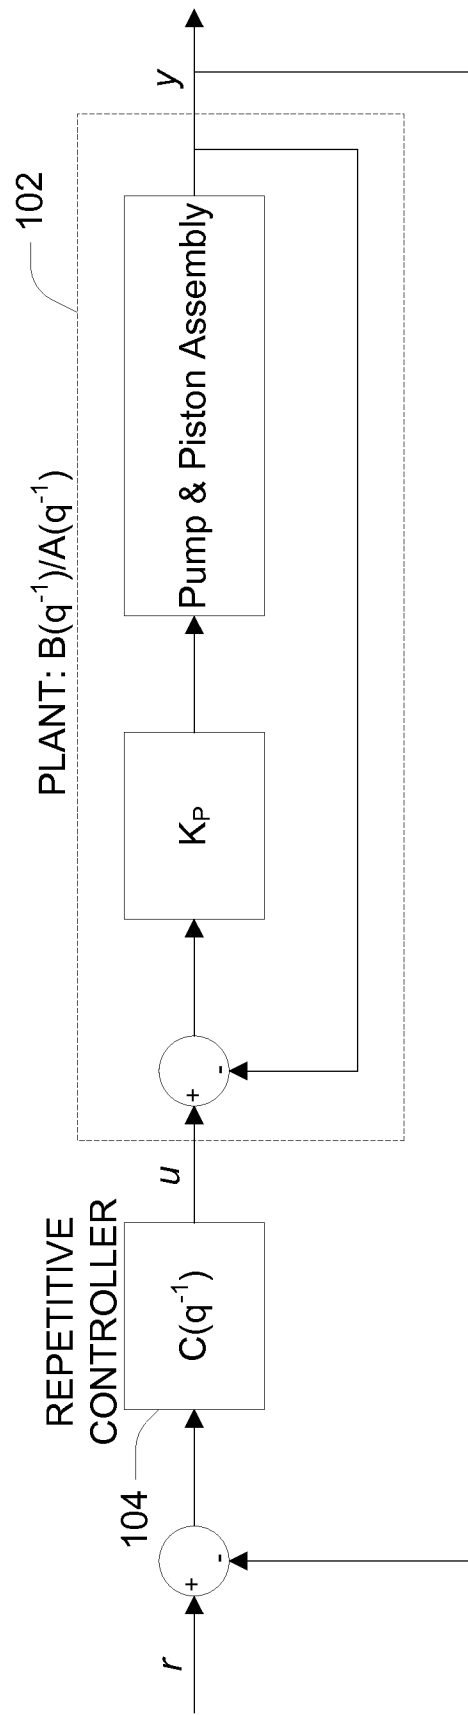 102
PLANT: B(q⁻¹)/A(q⁻¹)
REPETITIVE
CONTROLLER
104
r
+
-
C(q⁻¹)
u
+
-
K_P
Pump & Piston Assembly
y